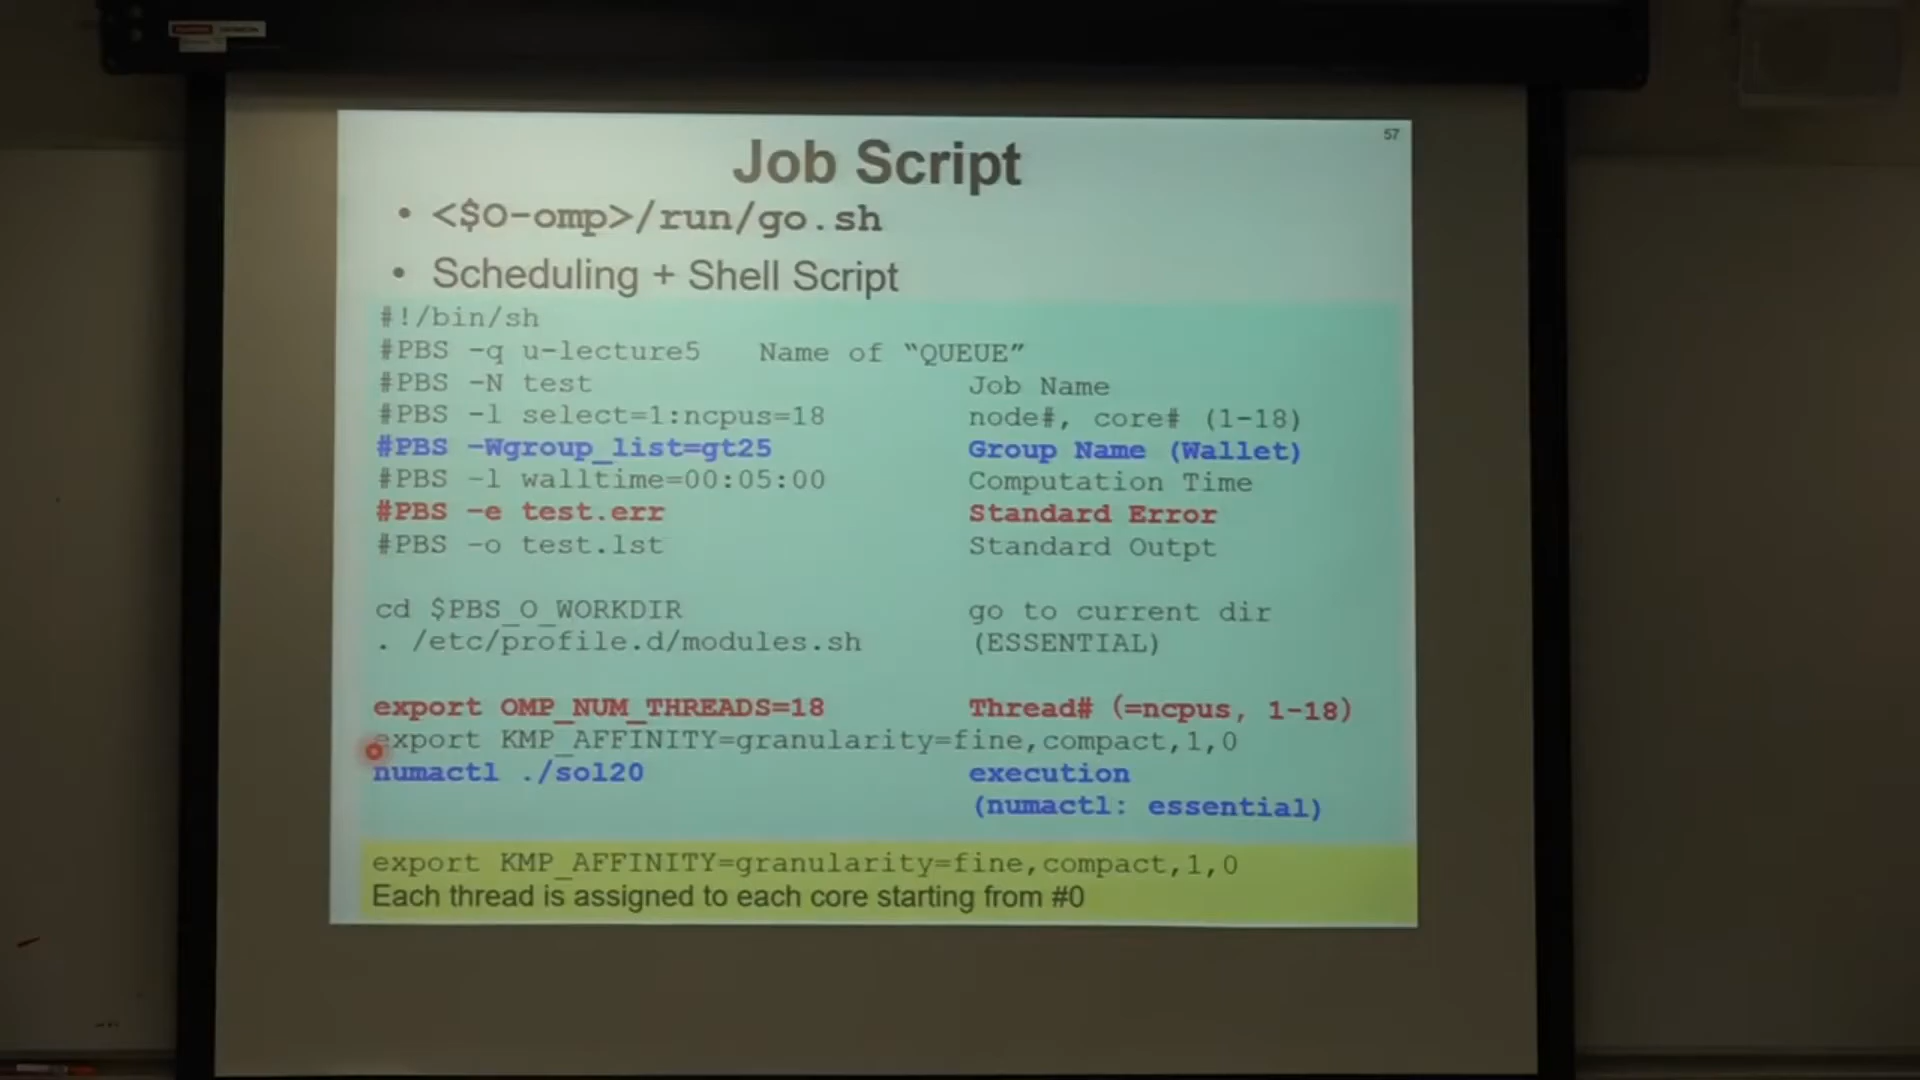 57
Job Script
• <$O-omp>/run/go.sh
• Scheduling + Shell Script
#!/bin/sh
#PBS -q u-lecture5 Name of “QUEUE”
#PBS -N test Job Name
#PBS -l select=1:ncpus=18 node#, core# (1-18)
#PBS -Wgroup_list=gt25 Group Name (Wallet)
#PBS -l walltime=00:05:00 Computation Time
#PBS -e test.err Standard Error
#PBS -o test.lst Standard Outpt
cd $PBS_O_WORKDIR go to current dir
. /etc/profile.d/modules.sh (ESSENTIAL)
export OMP_NUM_THREADS=18 Thread# (=ncpus, 1-18)
export KMP_AFFINITY=granularity=fine,compact,1,0
numactl ./sol20 execution
(numactl: essential)
export KMP_AFFINITY=granularity=fine,compact,1,0
Each thread is assigned to each core starting from #0